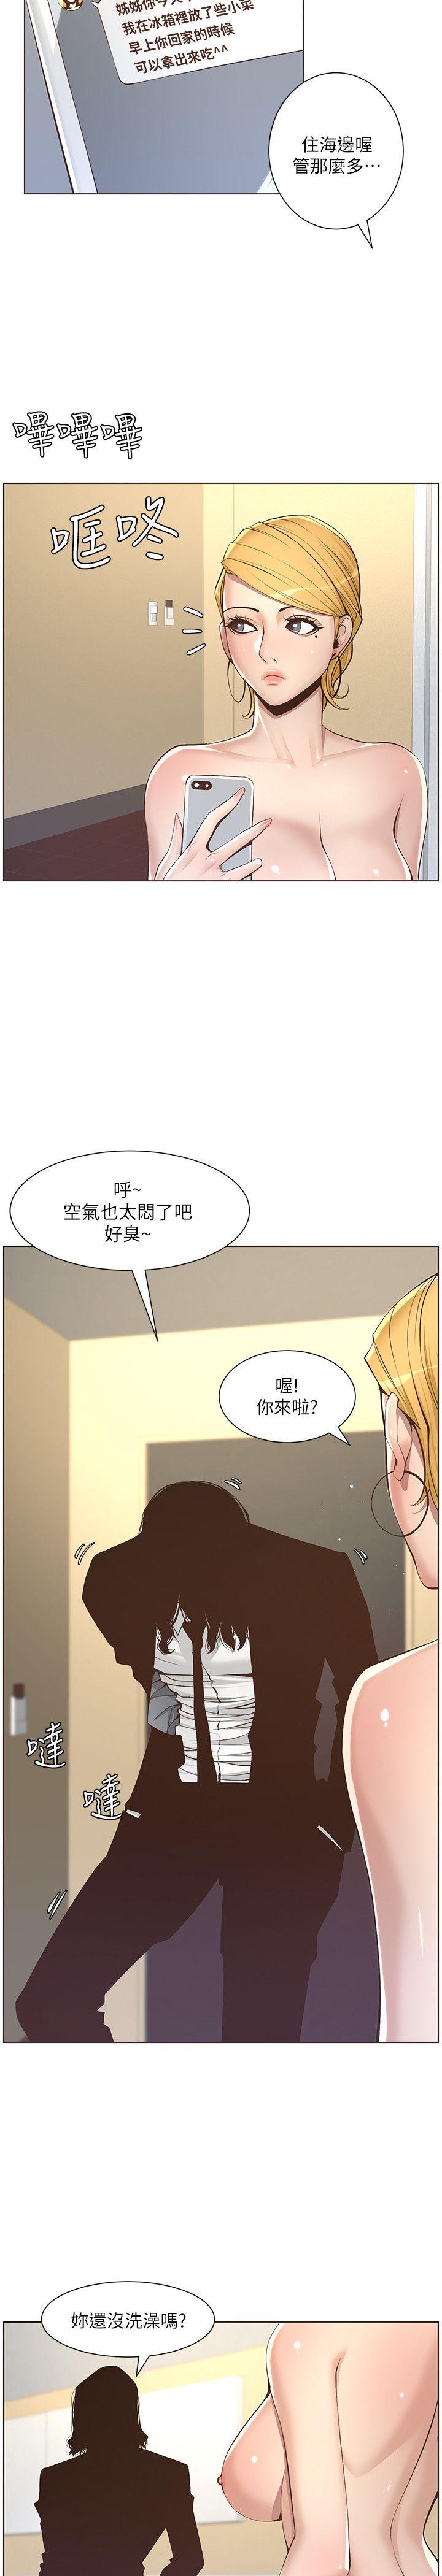 姊姊你今天
我在冰箱裡放了些小菜
早上你回家的時候
可以拿出來吃^^
住海邊喔
管那麼多…
嗶嗶嗶
哐咚
呼~
空氣也太悶了吧
好臭~
喔!
你來啦?
噠
噠
妳還沒洗澡嗎?